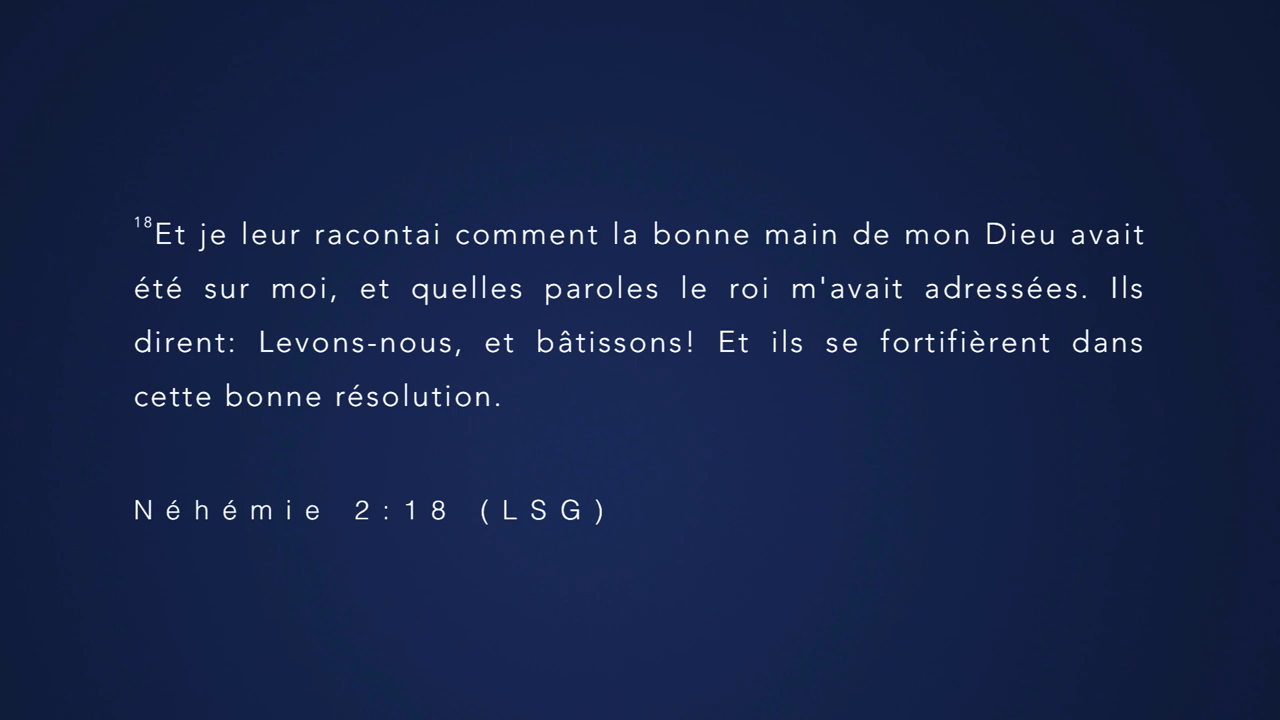 18Et je leur racontai comment la bonne main de mon Dieu avait
été sur moi, et quelles paroles le roi m'avait adressées. Ils
dirent: Levons-nous, et bâtissons! Et ils se fortifièrent dans
cette bonne résolution.
Néhémie 2:18 (LSG)